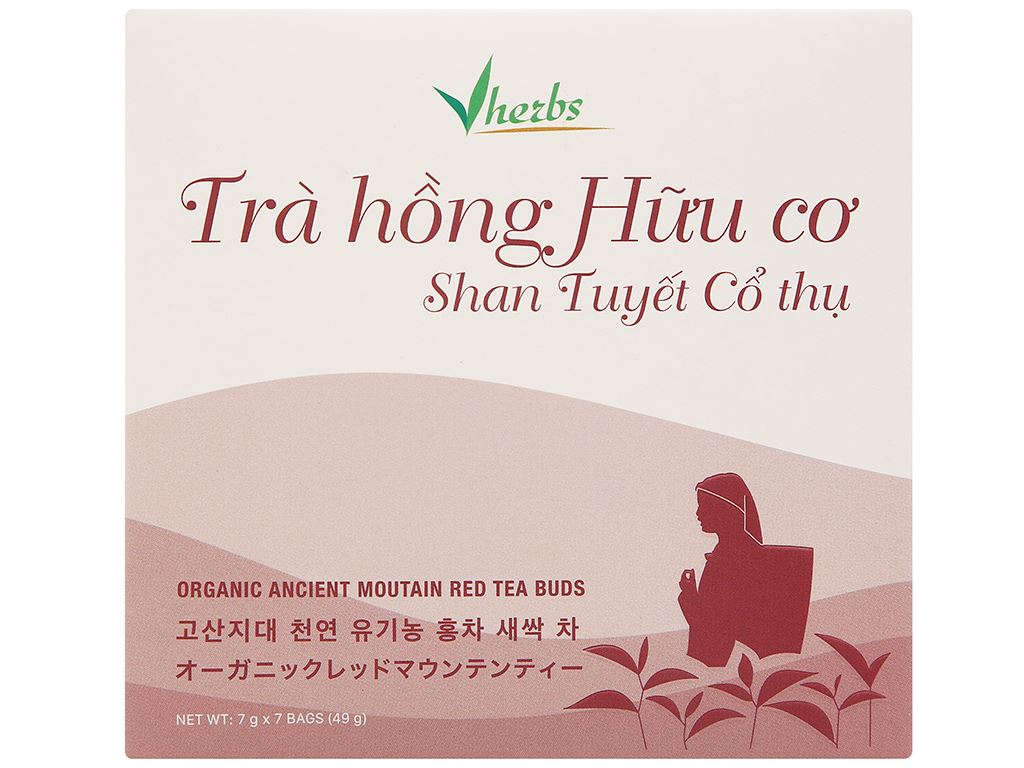 Vherbs
Trà hồng Hữu cơ
Shan Tuyết Cổ thụ
ORGANIC ANCIENT MOUTAIN RED TEA BUDS
고산지대 천연 유기농 홍차 새싹 차
オーガニックレッドマウンテンティー
NET WT: 7 g x 7 BAGS (49 g)